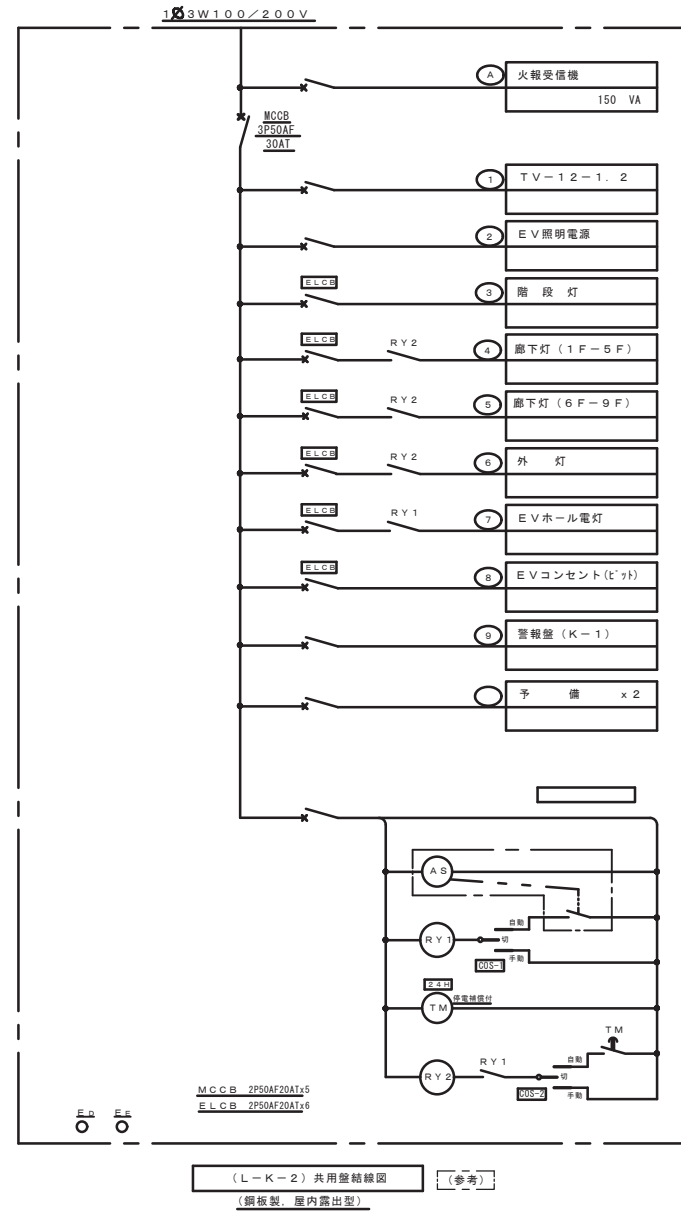 1Ø3W100/200V
A 火報受信機
150 VA
MCCB
3P50AF
30AT
1 TV-12-1.2
2 EV照明電源
ELCB 3 階段灯
ELCB RY2 4 廊下灯(1F-5F)
ELCB RY2 5 廊下灯(6F-9F)
ELCB RY2 6 外灯
ELCB RY1 7 EVホール電灯
ELCB 8 EVコンセント(ピット)
9 警報盤(K-1)
予備 x2
AS
自動
RY1 切
手動
COS-1
24H
TM 停電補償付
TM
RY1 自動
RY2 切
COS-2 手動
MCCB 2P50AF20ATx5
ELCB 2P50AF20ATx6
ED EE
(L-K-2)共用盤結線図 (参考)
(鋼板製.屋内露出型)